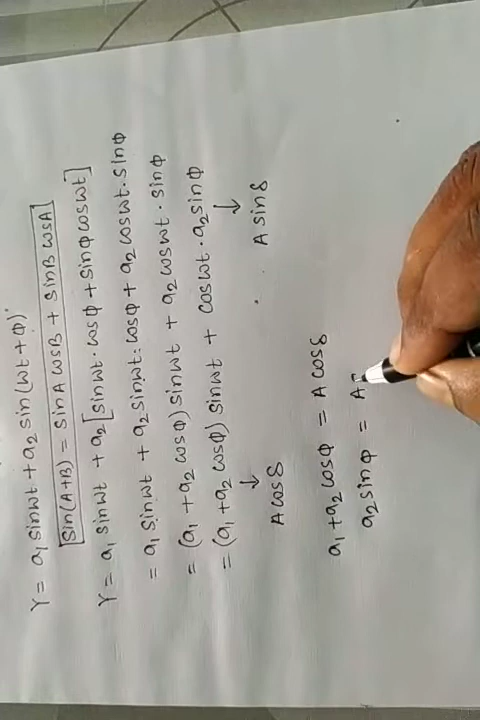 Y = a₁ sinωt + a₂ sin(ωt + φ).
Sin(A+B) = sinA cosB + sinB cosA
Y = a₁ sinωt + a₂ [sinωt · cosφ + sinφ cosωt]
= a₁ sinωt + a₂ sinωt · cosφ + a₂ cosωt · sinφ
= (a₁ + a₂ cosφ) sinωt + a₂ cosωt · sinφ
= (a₁ + a₂ cosφ) sinωt + cosωt · a₂ sinφ
↓ ↓
A cosδ A sinδ
a₁ + a₂ cosφ = A cosδ
a₂ sinφ = A